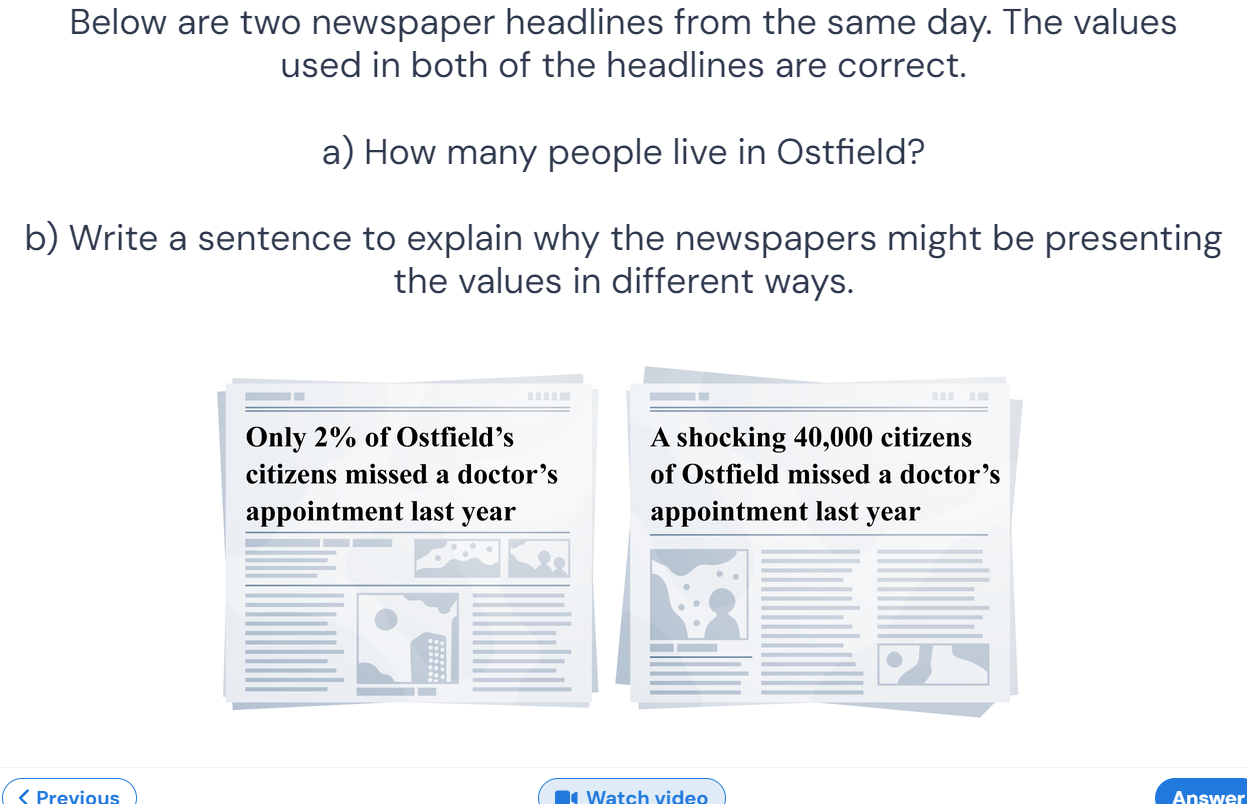 Below are two newspaper headlines from the same day. The values
used in both of the headlines are correct.
a) How many people live in Ostfield?
b) Write a sentence to explain why the newspapers might be presenting
the values in different ways.
Only 2% of Ostfield’s
citizens missed a doctor’s
appointment last year
A shocking 40,000 citizens
of Ostfield missed a doctor’s
appointment last year
Previous
Watch video
Answer